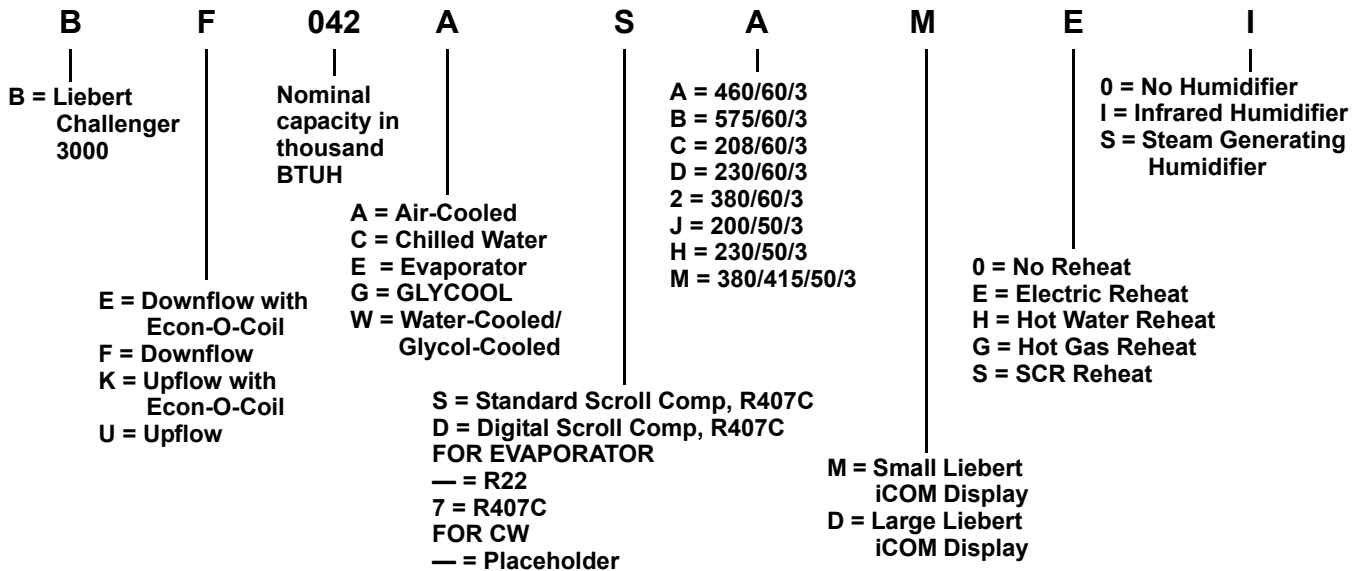 B F 042 A S A M E I
B = Liebert
Challenger
3000
E = Downflow with
Econ-O-Coil
F = Downflow
K = Upflow with
Econ-O-Coil
U = Upflow
Nominal
capacity in
thousand
BTUH
A = Air-Cooled
C = Chilled Water
E = Evaporator
G = GLYCOOL
W = Water-Cooled/
Glycol-Cooled
S = Standard Scroll Comp, R407C
D = Digital Scroll Comp, R407C
FOR EVAPORATOR
— = R22
7 = R407C
FOR CW
— = Placeholder
A = 460/60/3
B = 575/60/3
C = 208/60/3
D = 230/60/3
2 = 380/60/3
J = 200/50/3
H = 230/50/3
M = 380/415/50/3
M = Small Liebert
iCOM Display
D = Large Liebert
iCOM Display
0 = No Reheat
E = Electric Reheat
H = Hot Water Reheat
G = Hot Gas Reheat
S = SCR Reheat
0 = No Humidifier
I = Infrared Humidifier
S = Steam Generating
Humidifier